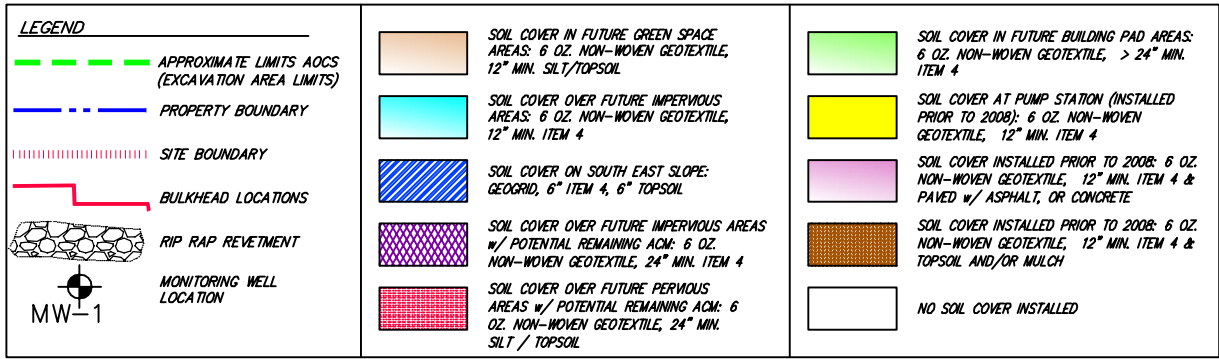 LEGEND
APPROXIMATE LIMITS AOCS
(EXCAVATION AREA LIMITS)
PROPERTY BOUNDARY
SITE BOUNDARY
BULKHEAD LOCATIONS
RIP RAP REVETMENT
MONITORING WELL
LOCATION
MW-1
SOIL COVER IN FUTURE GREEN SPACE
AREAS: 6 OZ. NON-WOVEN GEOTEXTILE,
12" MIN. SILT/TOPSOIL
SOIL COVER OVER FUTURE IMPERVIOUS
AREAS: 6 OZ. NON-WOVEN GEOTEXTILE,
12" MIN. ITEM 4
SOIL COVER ON SOUTH EAST SLOPE:
GEOGRID, 6" ITEM 4, 6" TOPSOIL
SOIL COVER OVER FUTURE IMPERVIOUS AREAS
w/ POTENTIAL REMAINING ACM: 6 OZ.
NON-WOVEN GEOTEXTILE, 24" MIN. ITEM 4
SOIL COVER OVER FUTURE PERVIOUS
AREAS w/ POTENTIAL REMAINING ACM: 6
OZ. NON-WOVEN GEOTEXTILE, 24" MIN.
SILT / TOPSOIL
SOIL COVER IN FUTURE BUILDING PAD AREAS:
6 OZ. NON-WOVEN GEOTEXTILE, > 24" MIN.
ITEM 4
SOIL COVER AT PUMP STATION (INSTALLED
PRIOR TO 2008): 6 OZ. NON-WOVEN
GEOTEXTILE, 12" MIN. ITEM 4
SOIL COVER INSTALLED PRIOR TO 2008: 6 OZ.
NON-WOVEN GEOTEXTILE, 12" MIN. ITEM 4 &
PAVED w/ ASPHALT, OR CONCRETE
SOIL COVER INSTALLED PRIOR TO 2008: 6 OZ.
NON-WOVEN GEOTEXTILE, 12" MIN. ITEM 4 &
TOPSOIL AND/OR MULCH
NO SOIL COVER INSTALLED